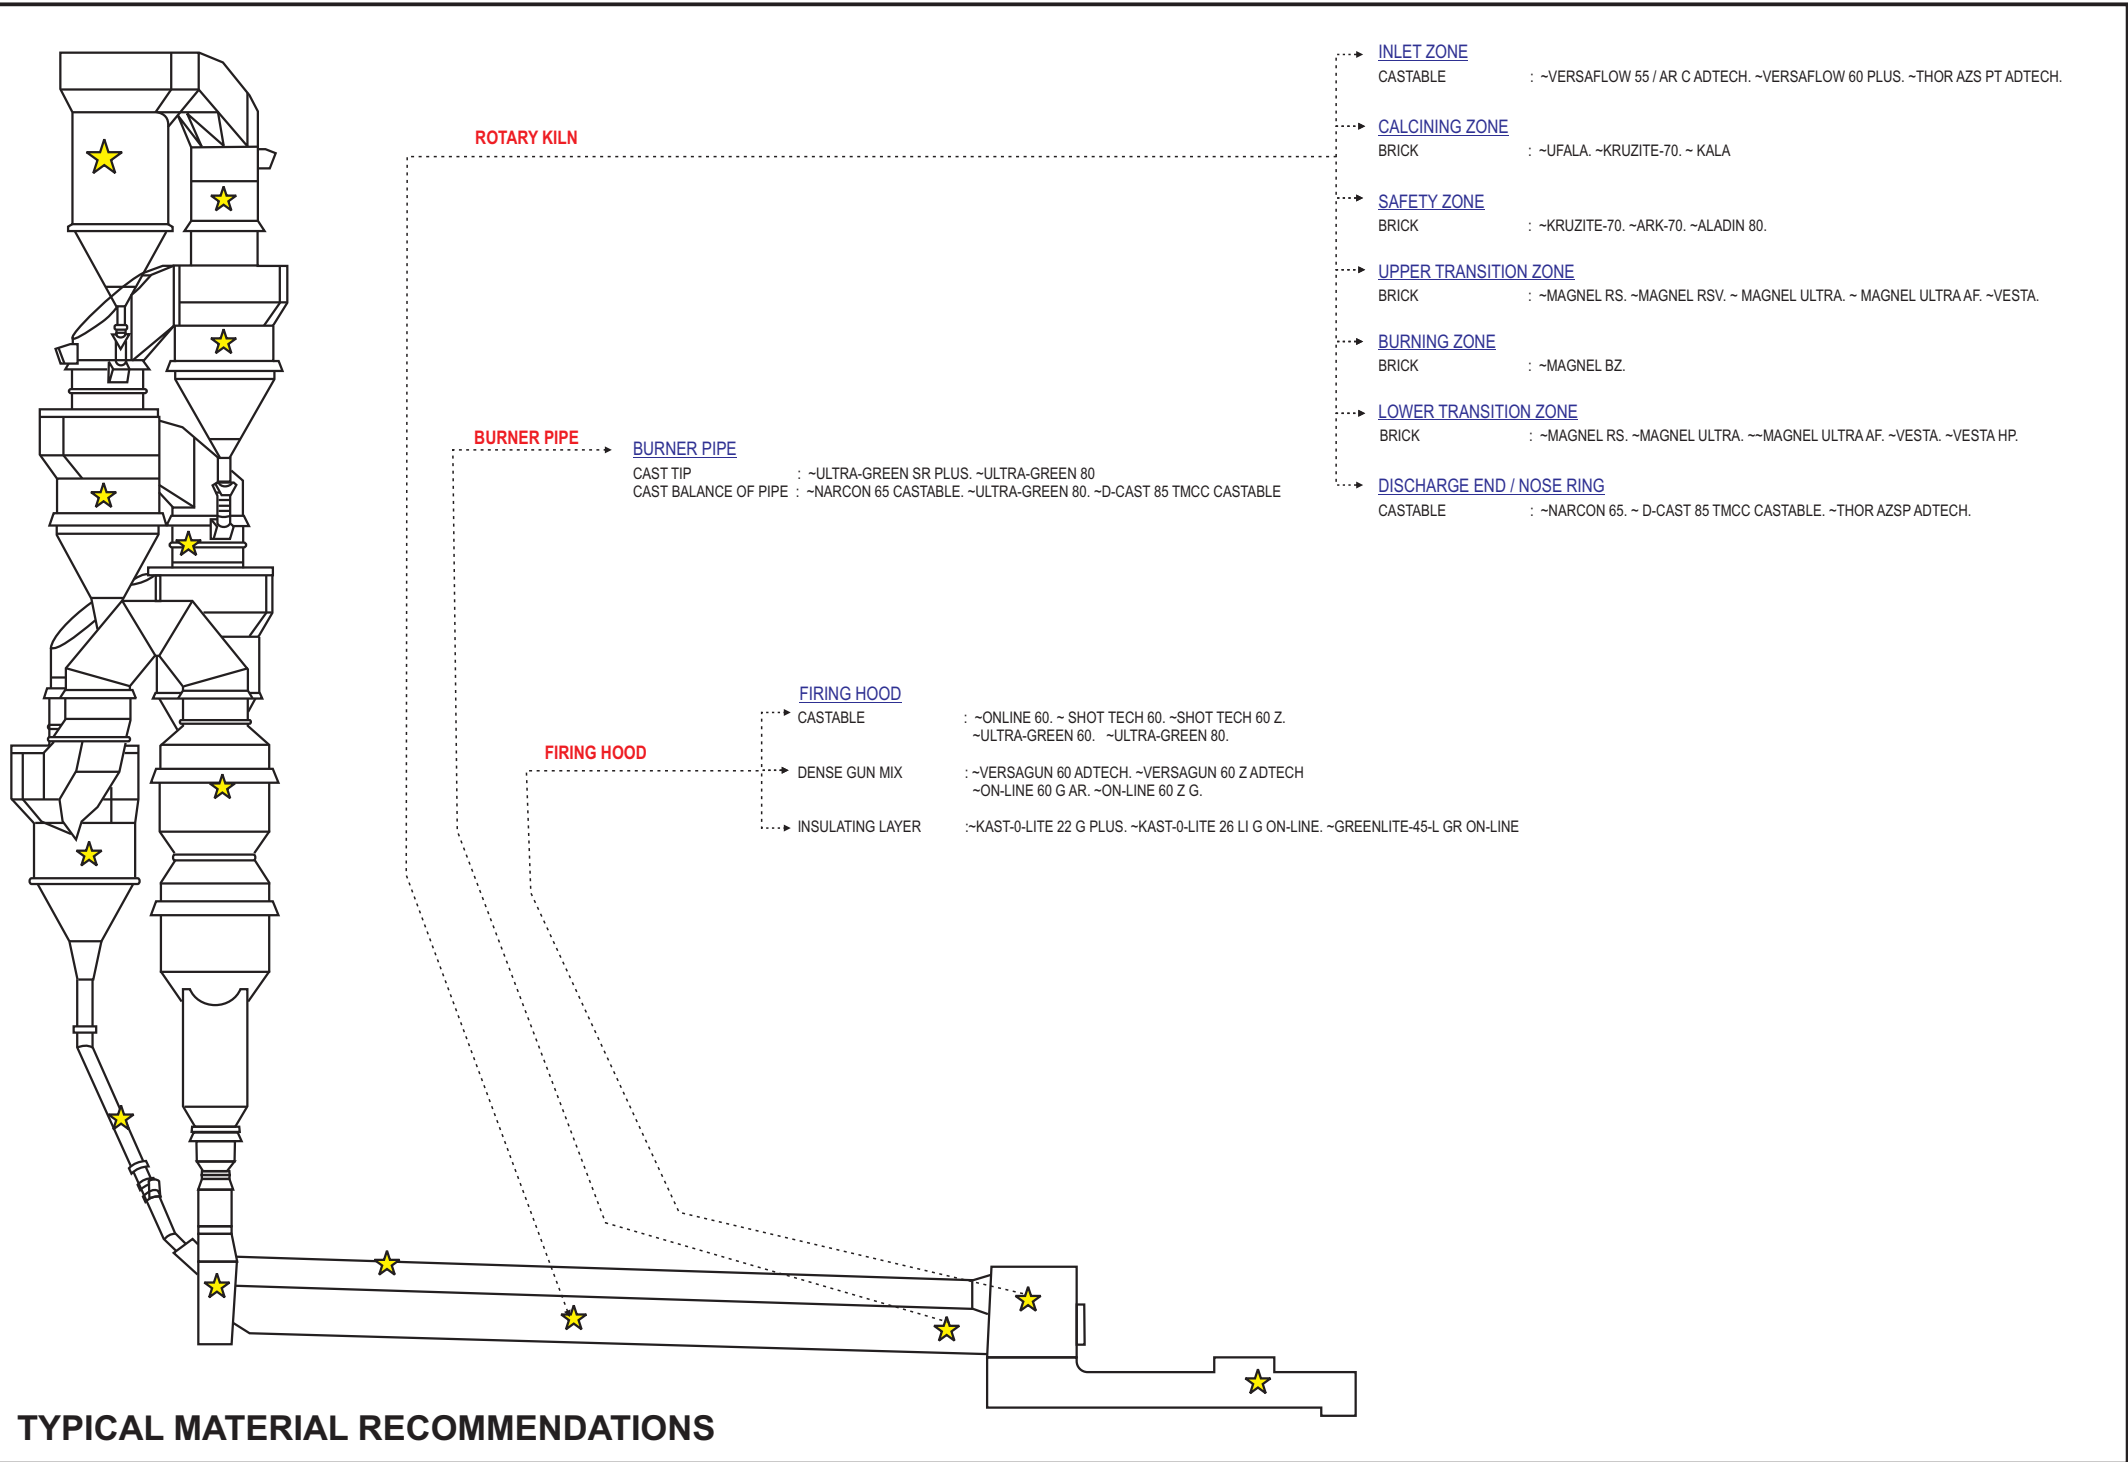 INLET ZONE
CASTABLE : ~VERSAFLOW 55 / AR C ADTECH. ~VERSAFLOW 60 PLUS. ~THOR AZS PT ADTECH.
ROTARY KILN
CALCINING ZONE
BRICK : ~UFALA. ~KRUZITE-70. ~ KALA
SAFETY ZONE
BRICK : ~KRUZITE-70. ~ARK-70. ~ALADIN 80.
UPPER TRANSITION ZONE
BRICK : ~MAGNEL RS. ~MAGNEL RSV. ~ MAGNEL ULTRA. ~ MAGNEL ULTRA AF. ~VESTA.
BURNING ZONE
BRICK : ~MAGNEL BZ.
LOWER TRANSITION ZONE
BRICK : ~MAGNEL RS. ~MAGNEL ULTRA. ~~MAGNEL ULTRA AF. ~VESTA. ~VESTA HP.
DISCHARGE END / NOSE RING
CASTABLE : ~NARCON 65. ~ D-CAST 85 TMCC CASTABLE. ~THOR AZSP ADTECH.
BURNER PIPE
BURNER PIPE
CAST TIP : ~ULTRA-GREEN SR PLUS. ~ULTRA-GREEN 80
CAST BALANCE OF PIPE : ~NARCON 65 CASTABLE. ~ULTRA-GREEN 80. ~D-CAST 85 TMCC CASTABLE
FIRING HOOD
FIRING HOOD
CASTABLE : ~ONLINE 60. ~ SHOT TECH 60. ~SHOT TECH 60 Z.
~ULTRA-GREEN 60. ~ULTRA-GREEN 80.
DENSE GUN MIX : ~VERSAGUN 60 ADTECH. ~VERSAGUN 60 Z ADTECH
~ON-LINE 60 G AR. ~ON-LINE 60 Z G.
INSULATING LAYER :~KAST-0-LITE 22 G PLUS. ~KAST-0-LITE 26 LI G ON-LINE. ~GREENLITE-45-L GR ON-LINE
TYPICAL MATERIAL RECOMMENDATIONS